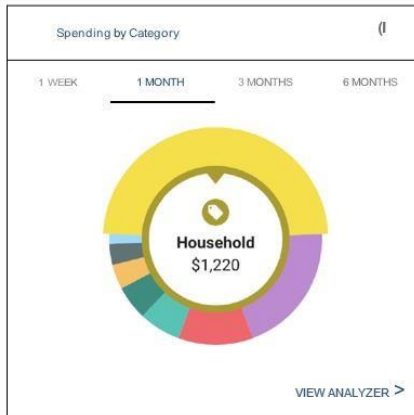 Spending by Category
1 WEEK 1 MONTH 3 MONTHS 6 MONTHS
Household
$1,220
VIEW ANALYZER >